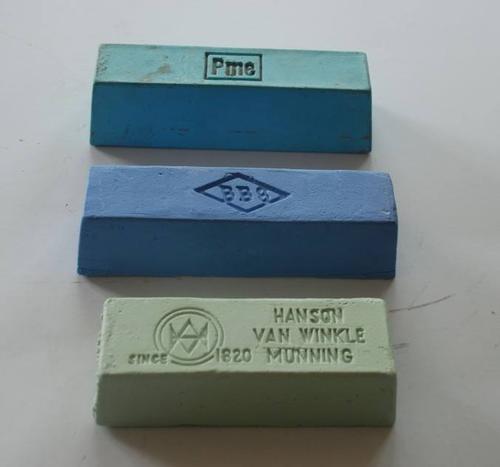 Pme
BBS
HANSON
VAN WINKLE
SINCE 1820 MUNNING